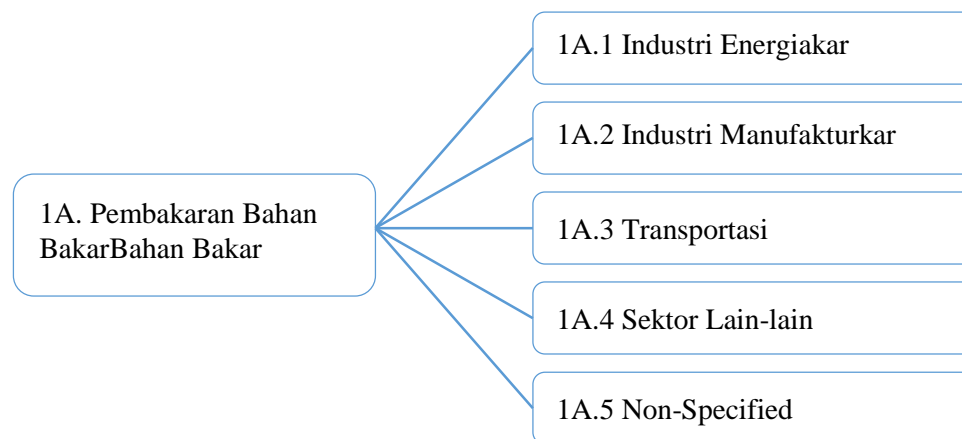 1A. Pembakaran Bahan
BakarBahan Bakar
1A.1 Industri Energiakar
1A.2 Industri Manufakturkar
1A.3 Transportasi
1A.4 Sektor Lain-lain
1A.5 Non-Specified